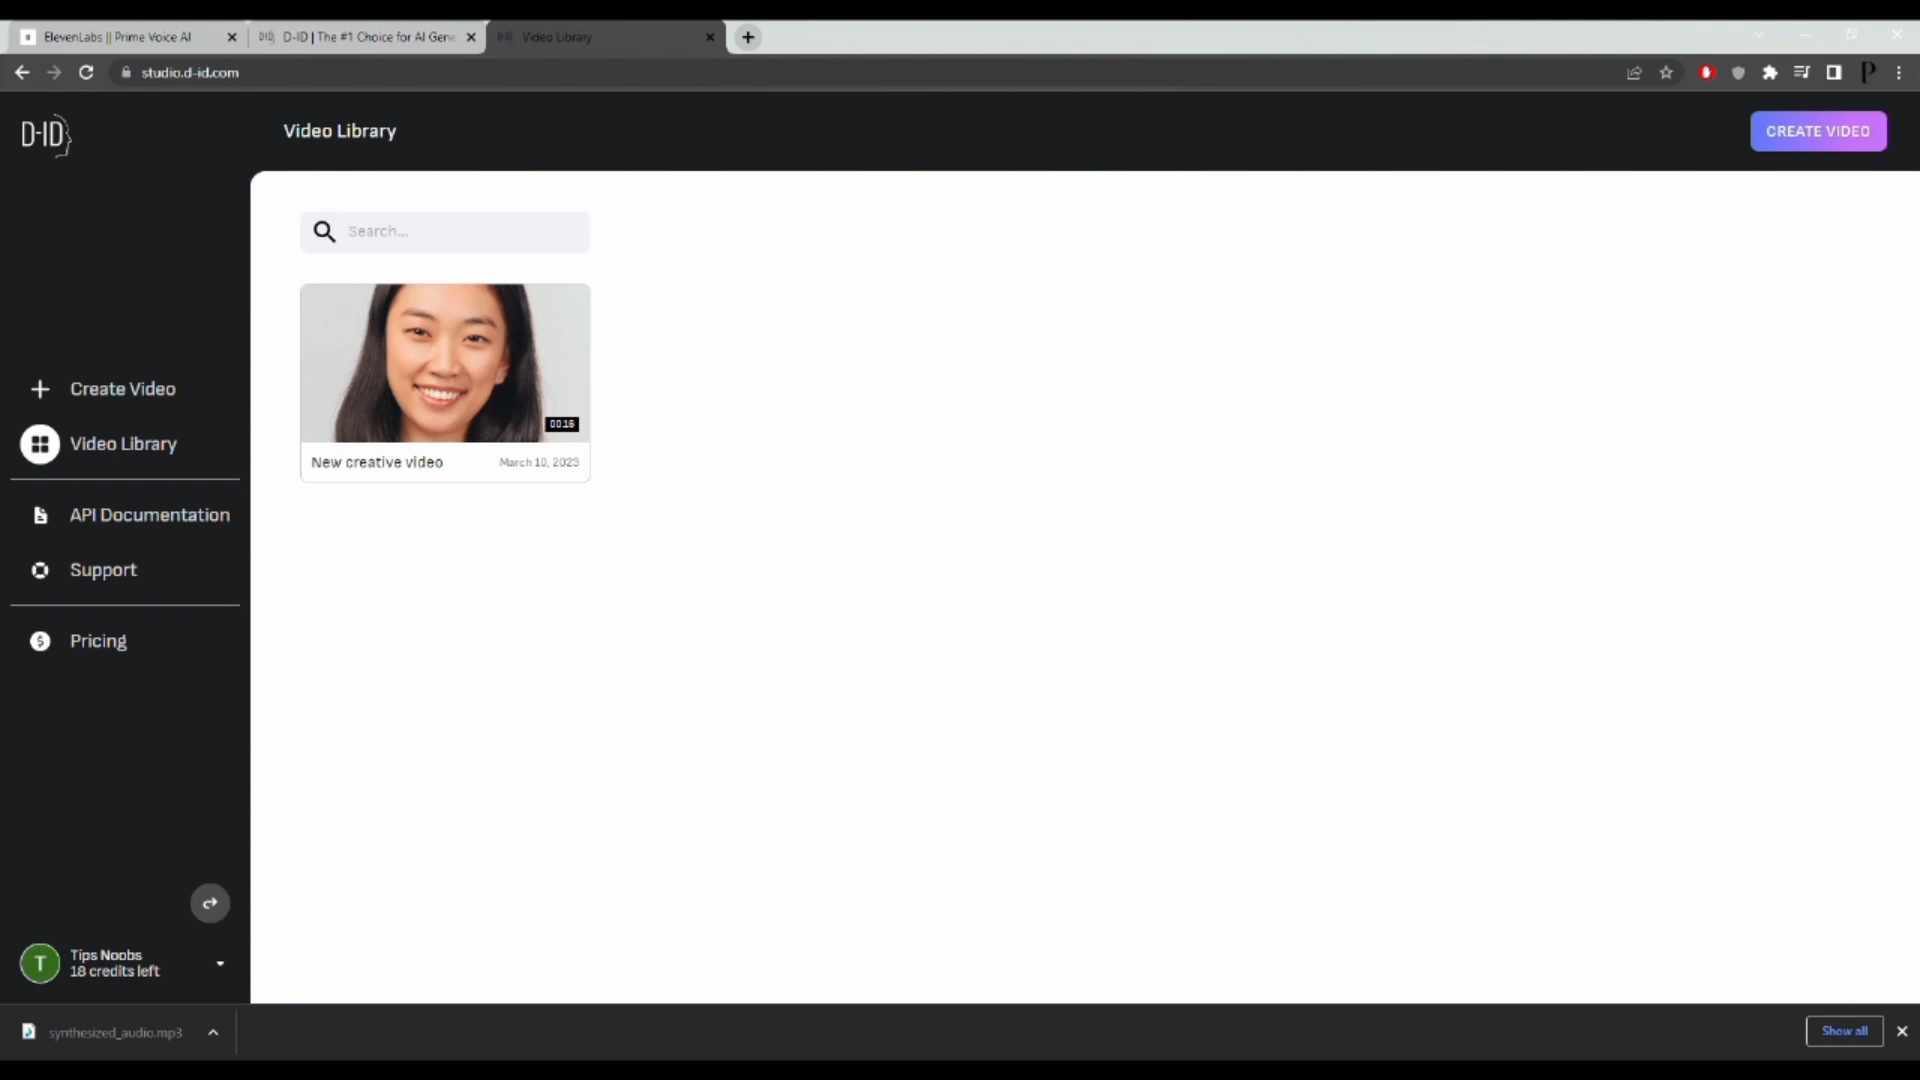 ElevenLabs || Prime Voice AI
D-ID | The #1 Choice for AI Gene
Video Library
studio.d-id.com
P
D-ID
Video Library
CREATE VIDEO
Search...
00:16
New creative video
March 10, 2023
Create Video
Video Library
API Documentation
Support
$
Pricing
T
Tips Noobs
18 credits left
synthesized_audio.mp3
Show all